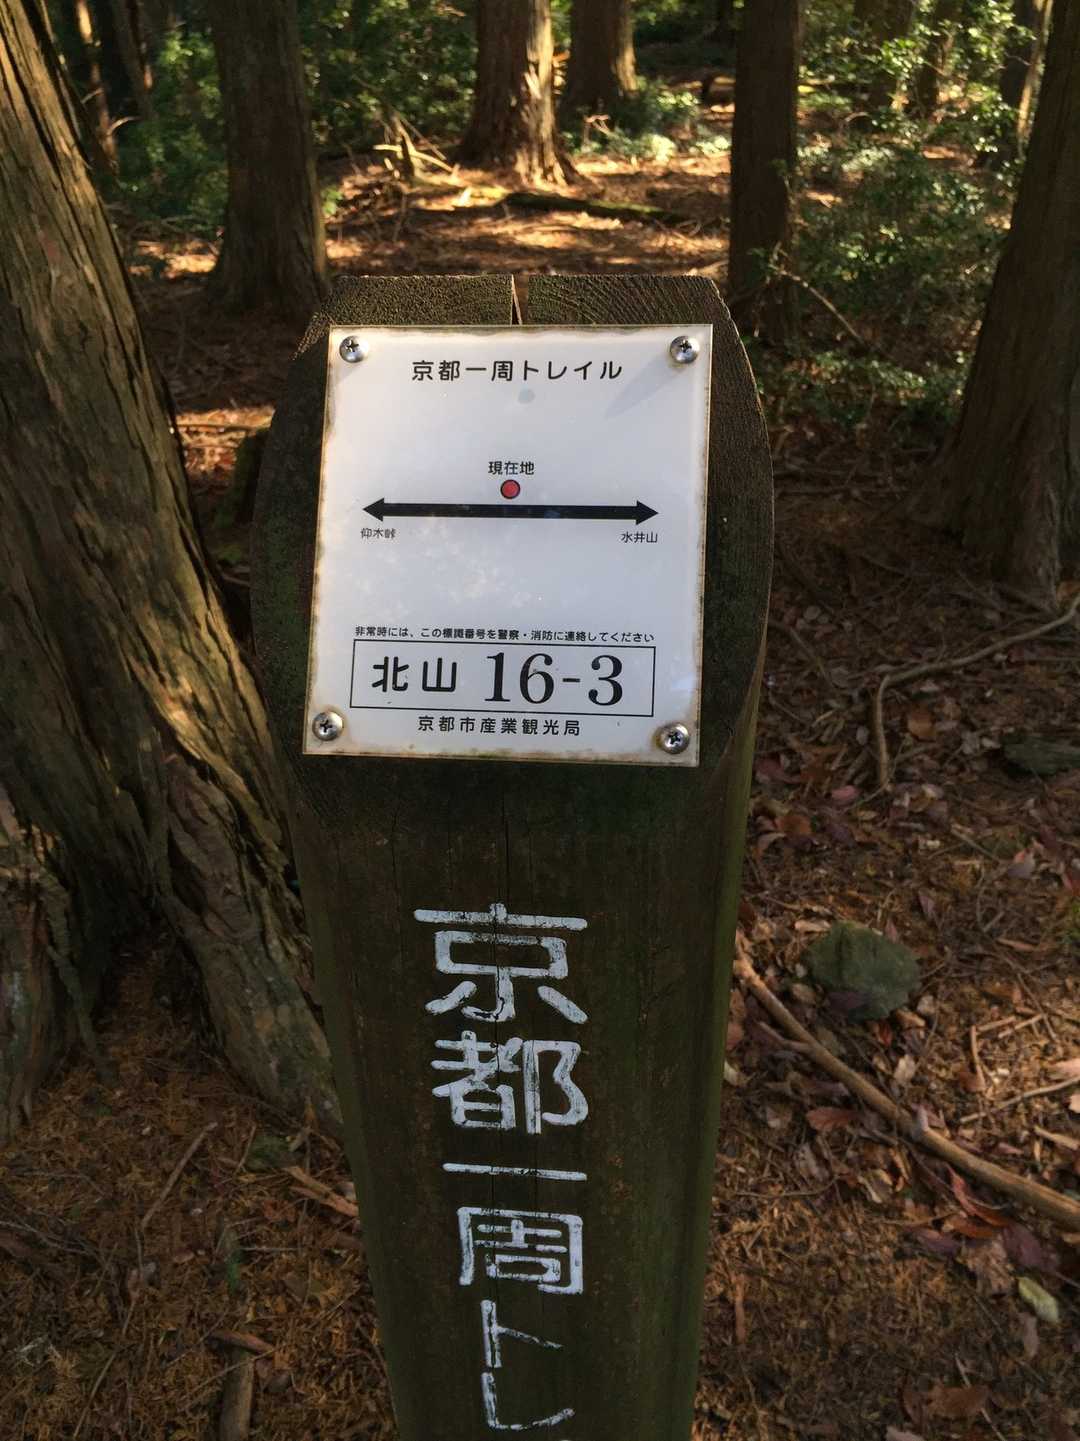 京都一周トレイル
現在地
仰木峠
水井山
非常時には、この標識番号を警察・消防に連絡してください
北山 16-3
京都市産業観光局
京都一周トレ